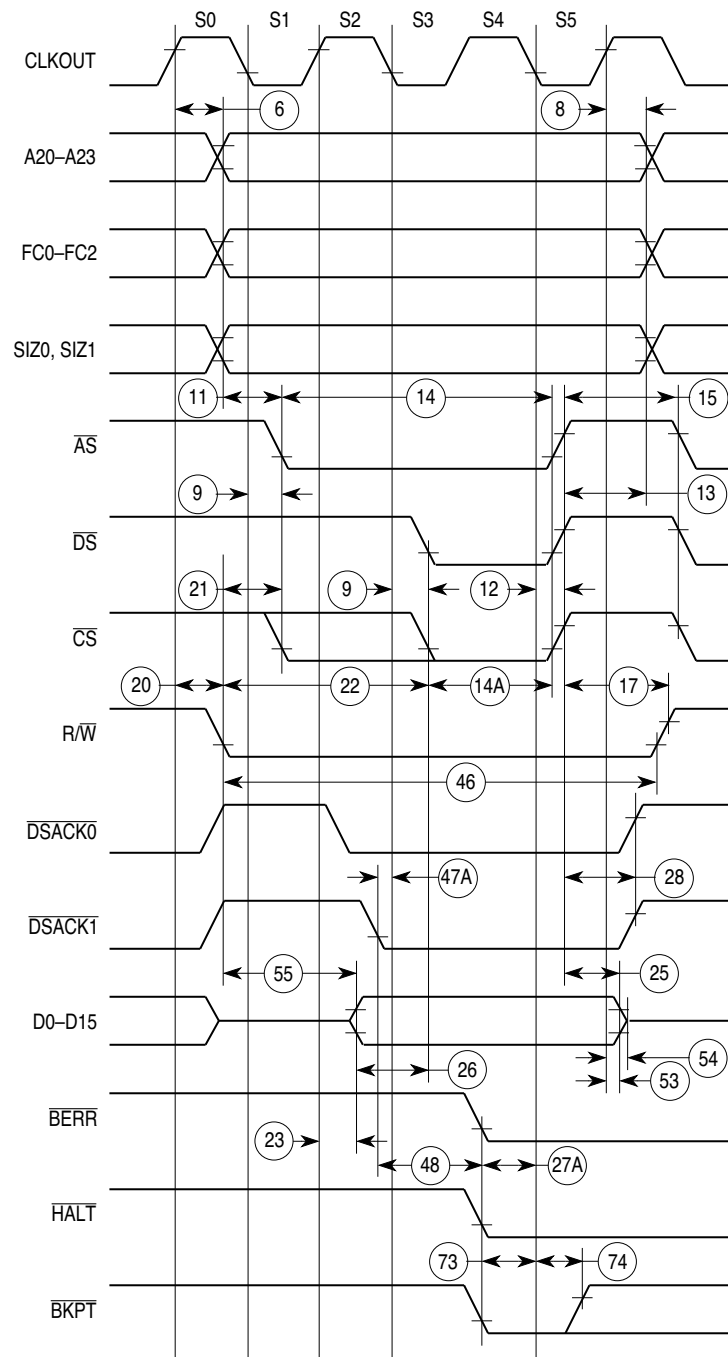 S0 S1 S2 S3 S4 S5
CLKOUT
6 8
A20–A23
FC0–FC2
SIZ0, SIZ1
11 14 15
AS
9 13
DS
21 9 12
CS
20 22 14A 17
R/W
46
DSACK0
47A 28
DSACK1
55 25
D0–D15
54
26 53
BERR
23 48 27A
HALT
73 74
BKPT